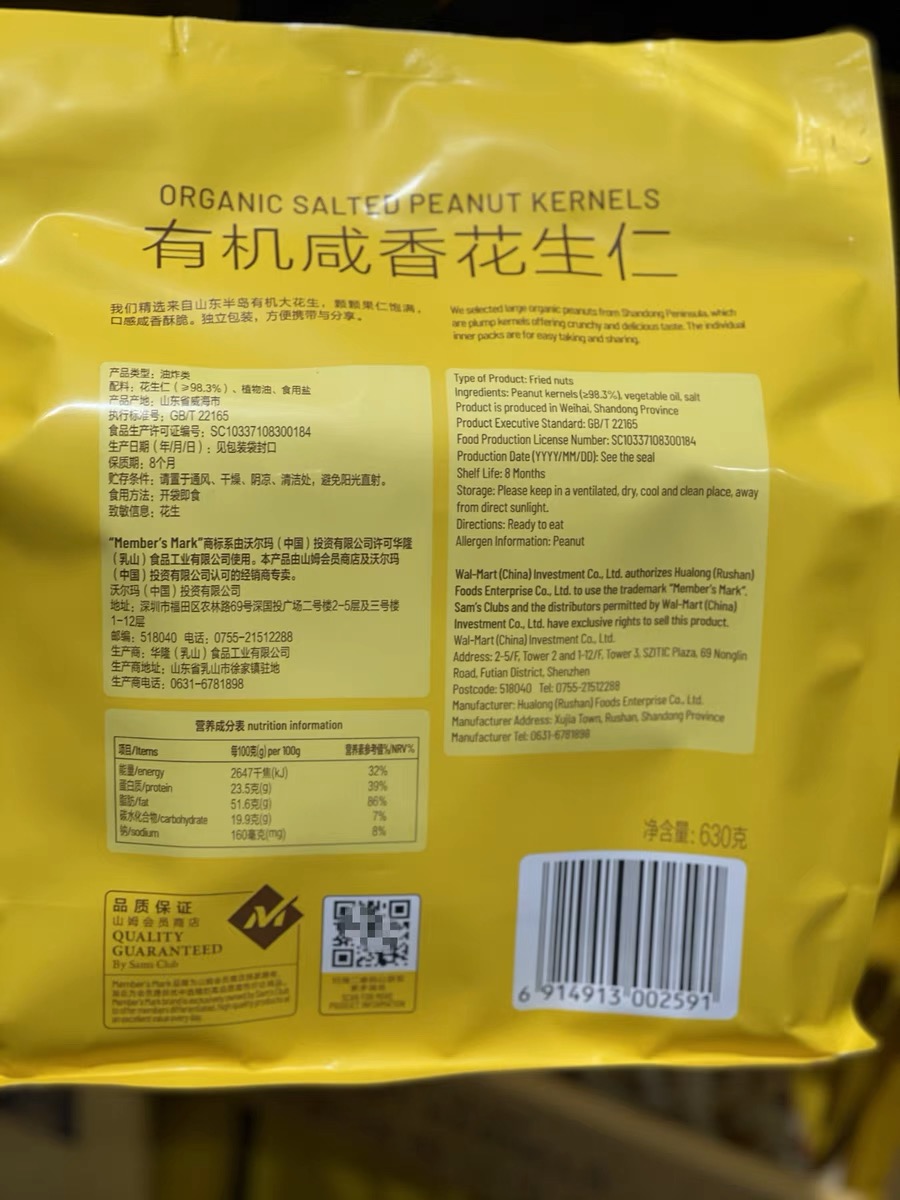 ORGANIC SALTED PEANUT KERNELS
有机咸香花生仁
我们精选来自山东半岛有机大花生，颗颗果仁饱满，
口感咸香酥脆。独立包装，方便携带与分享。
We selected large organic peanuts from Shandong Peninsula, which
are plump kernels offering crunchy and delicious taste. The individual
inner packs are for easy taking and sharing.
产品类型：油炸类
配料：花生仁（≥98.3%）、植物油、食用盐
产品产地：山东省威海市
执行标准号：GB/T 22165
食品生产许可证编号：SC10337108300184
生产日期（年/月/日）：见包装袋封口
保质期：8个月
贮存条件：请置于通风、干燥、阴凉、清洁处，避免阳光直射。
食用方法：开袋即食
致敏信息：花生
"Member's Mark"商标系由沃尔玛（中国）投资有限公司许可华隆
（乳山）食品工业有限公司使用。本产品由山姆会员商店及沃尔玛
（中国）投资有限公司认可的经销商专卖。
沃尔玛（中国）投资有限公司
地址：深圳市福田区农林路69号深国投广场二号楼2-5层及三号楼
1-12层
邮编：518040 电话：0755-21512288
生产商：华隆（乳山）食品工业有限公司
生产商地址：山东省乳山市徐家镇驻地
生产商电话：0631-6781898
Type of Product: Fried nuts
Ingredients: Peanut kernels (≥98.3%), vegetable oil, salt
Product is produced in Weihai, Shandong Province
Product Executive Standard: GB/T 22165
Food Production License Number: SC10337108300184
Production Date (YYYY/MM/DD): See the seal
Shelf Life: 8 Months
Storage: Please keep in a ventilated, dry, cool and clean place, away
from direct sunlight.
Directions: Ready to eat
Allergen Information: Peanut
Wal-Mart (China) Investment Co., Ltd. authorizes Hualong (Rushan)
Foods Enterprise Co., Ltd. to use the trademark "Member's Mark".
Sam's Clubs and the distributors permitted by Wal-Mart (China)
Investment Co., Ltd. have exclusive rights to sell this product.
Wal-Mart (China) Investment Co., Ltd.
Address: 2-5/F, Tower 2 and 1-12/F, Tower 3, SZITIC Plaza, 69 Nonglin
Road, Futian District, Shenzhen
Postcode: 518040 Tel: 0755-21512288
Manufacturer: Hualong (Rushan) Foods Enterprise Co., Ltd.
Manufacturer Address: Xujia Town, Rushan, Shandong Province
Manufacturer Tel: 0631-6781898
营养成分表 nutrition information
项目/Items 每100克(g) per 100g 营养素参考值%/NRV%
能量/energy 2647千焦(kJ) 32%
蛋白质/protein 23.5克(g) 39%
脂肪/fat 51.6克(g) 86%
碳水化合物/carbohydrate 19.9克(g) 7%
钠/sodium 160毫克(mg) 8%
净含量：630克
品质保证
山姆会员商店
QUALITY
GUARANTEED
By Sam's Club
Member's Mark brand is exclusively owned by Sam's Club
to offer members differentiated, high quality products at
an excellent value every day.
SCAN FOR MORE
PRODUCT INFORMATION
6 914913 002591